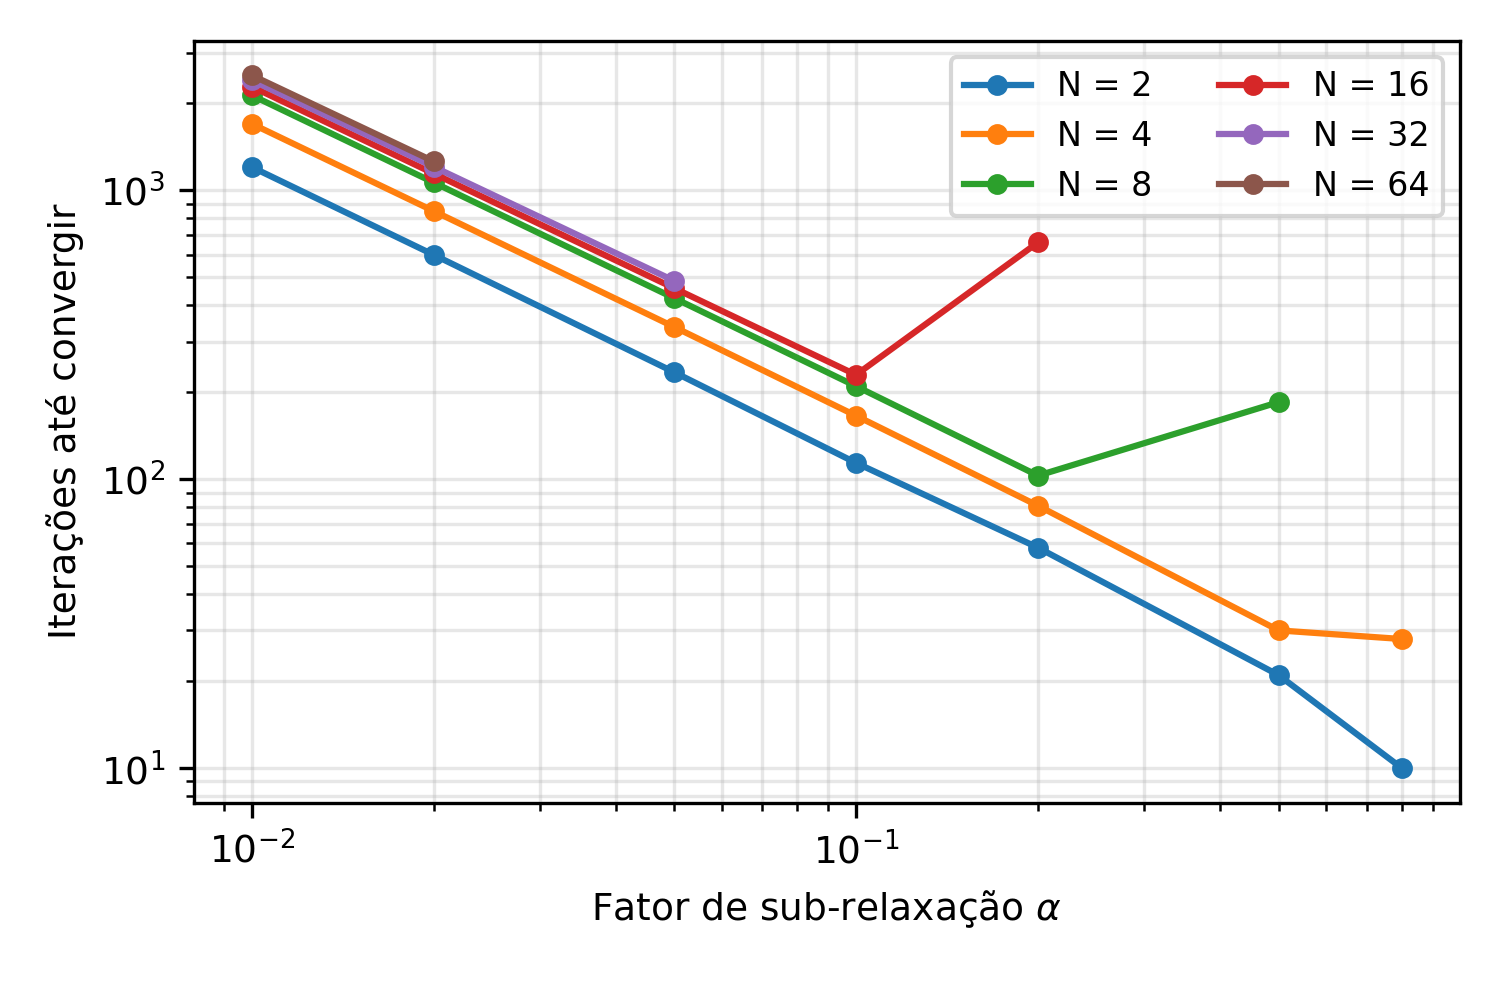 Iterações até convergir
10³
10²
10¹
N = 2
N = 4
N = 8
N = 16
N = 32
N = 64
10⁻²
10⁻¹
Fator de sub-relaxação α